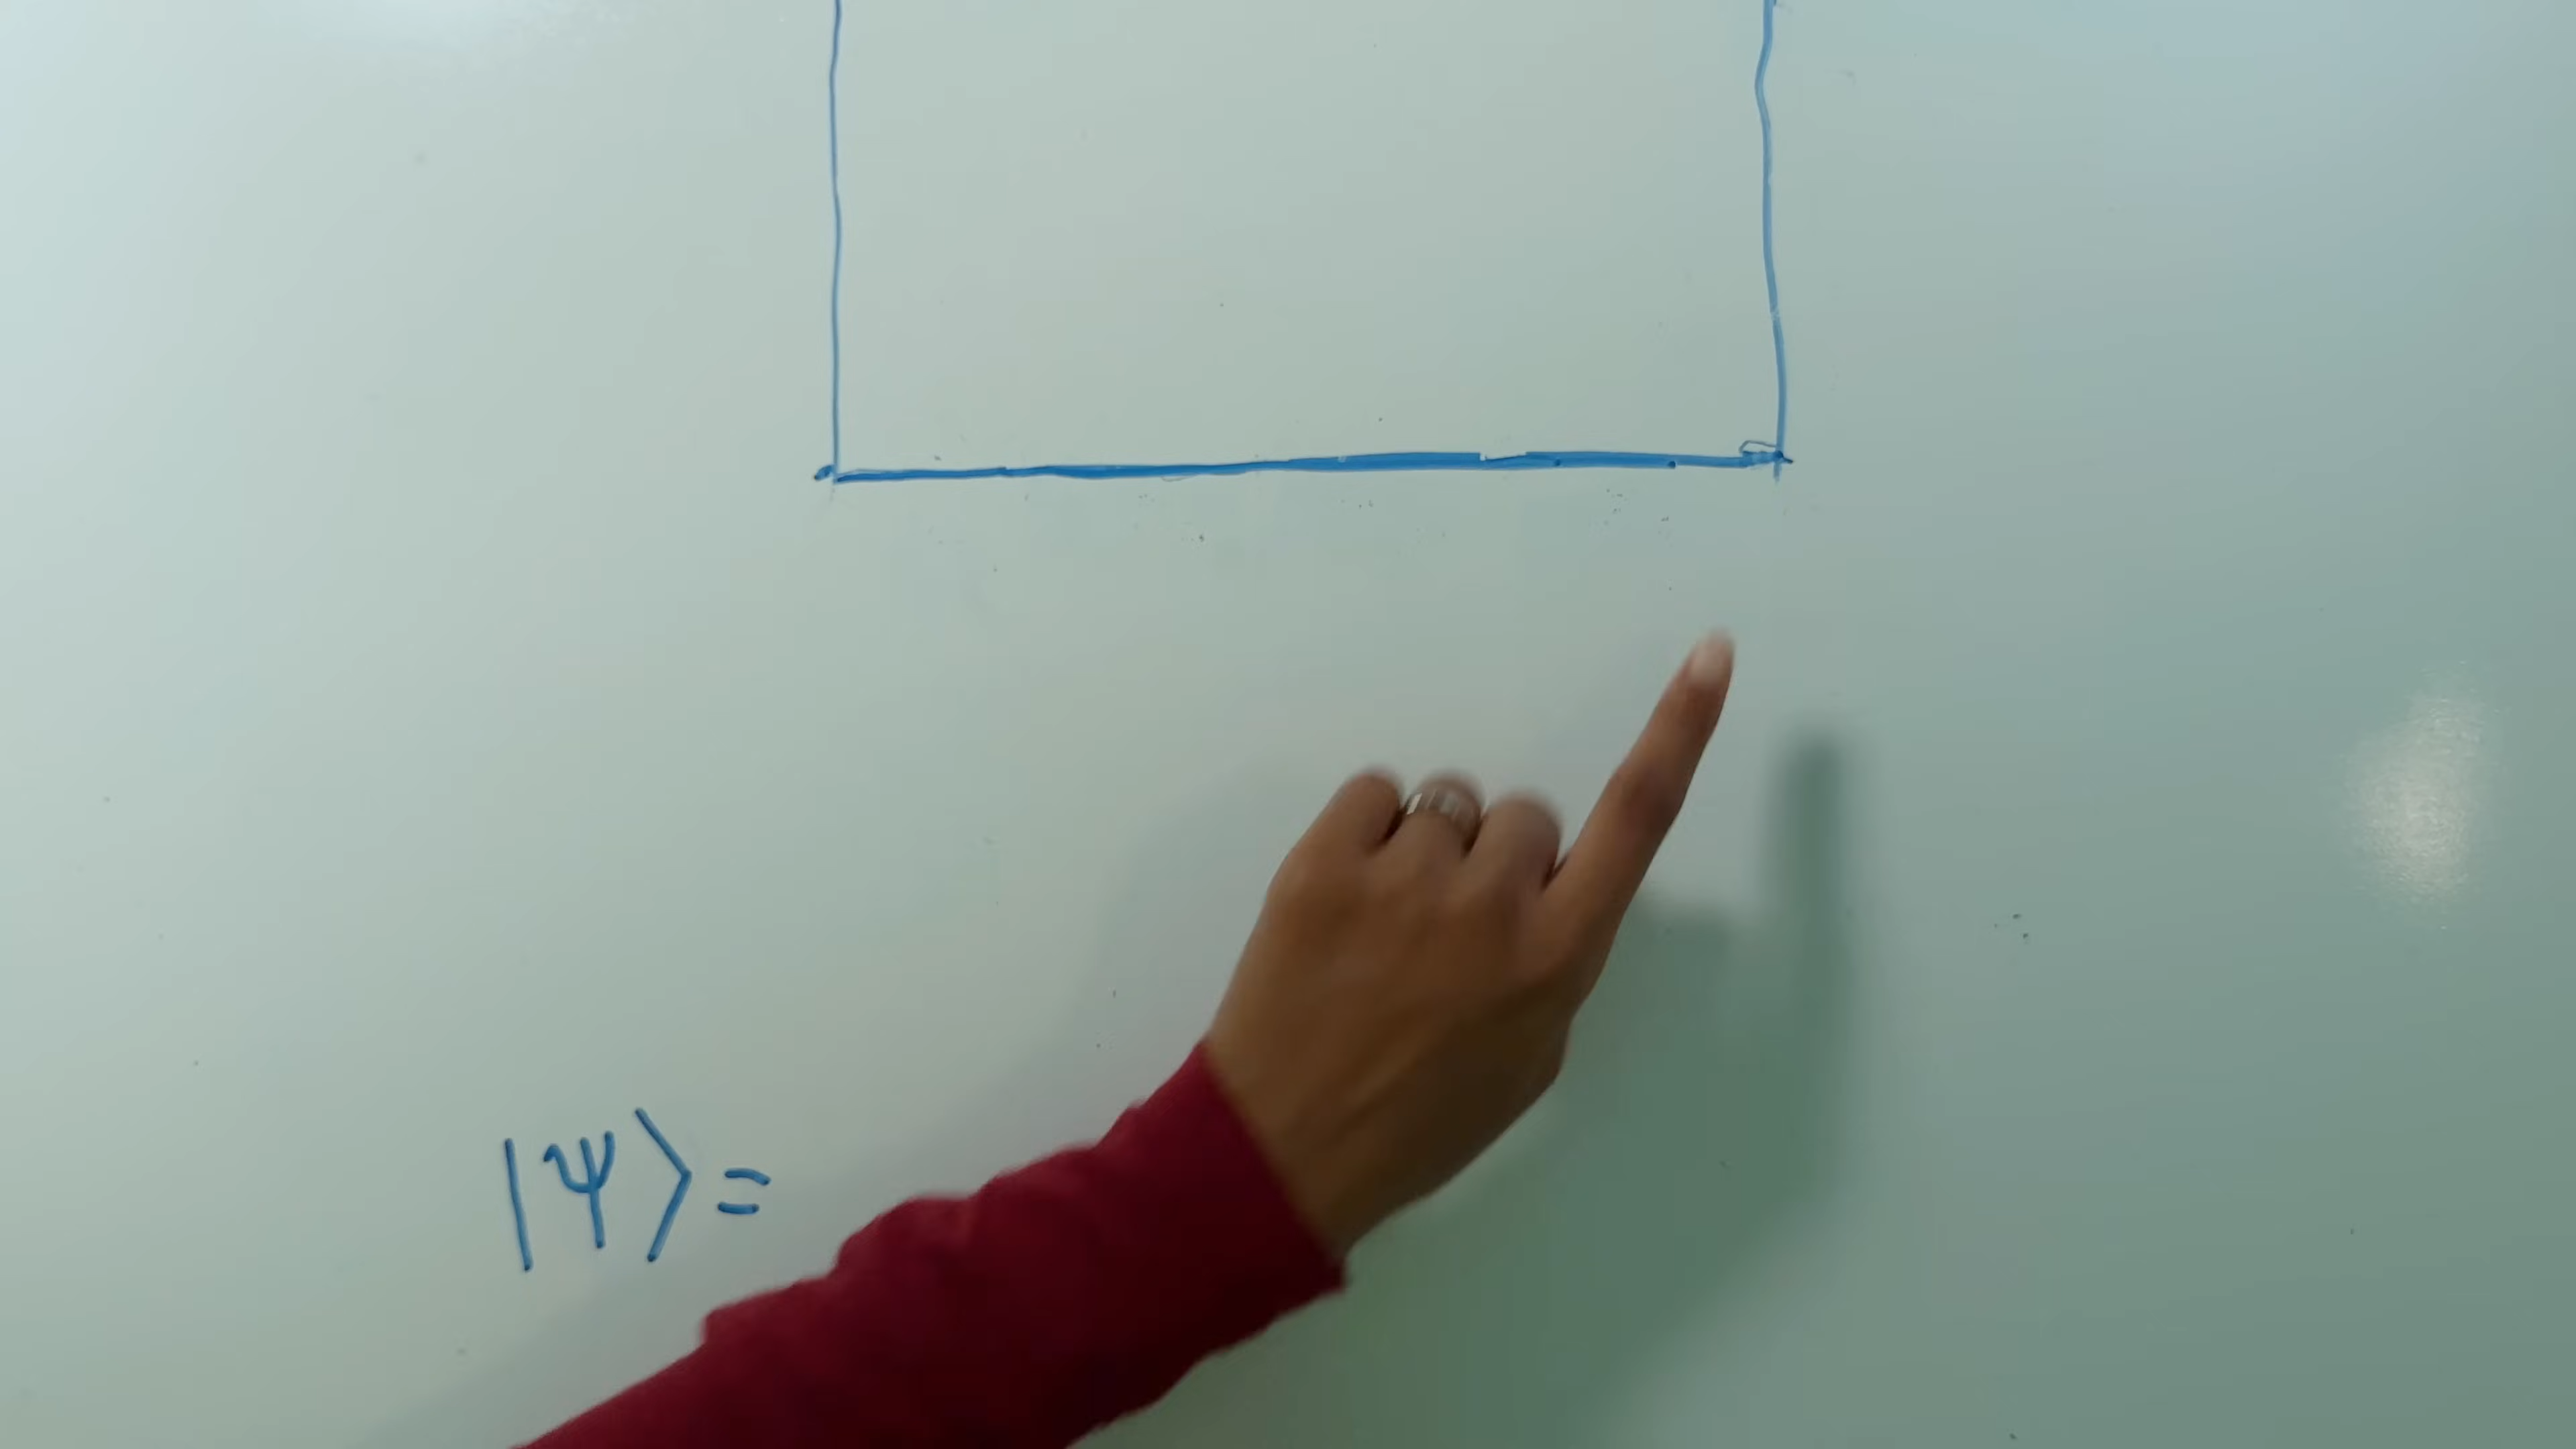 |ψ⟩ =